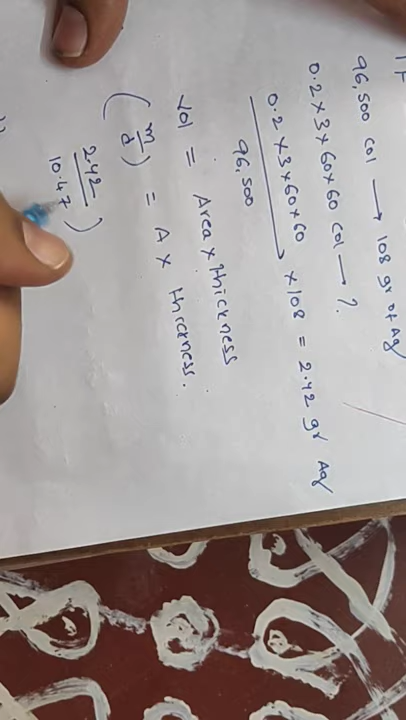 96,500 col → 108 gr of Ag
0.2 × 3 × 60 × 60 col → ?.
0.2 × 3 × 60 × 60 / 96,500 × 108 = 2.42 gr Ag
vol = Area × thickness
(m/d) = A × thickness.
(2.42/10.47)